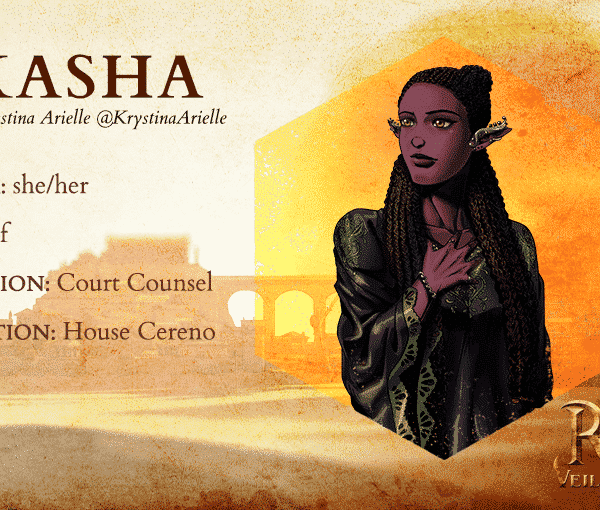 KASHA
stina Arielle @KrystinaArielle
: she/her
f
ION: Court Counsel
TION: House Cereno
R
VEIL